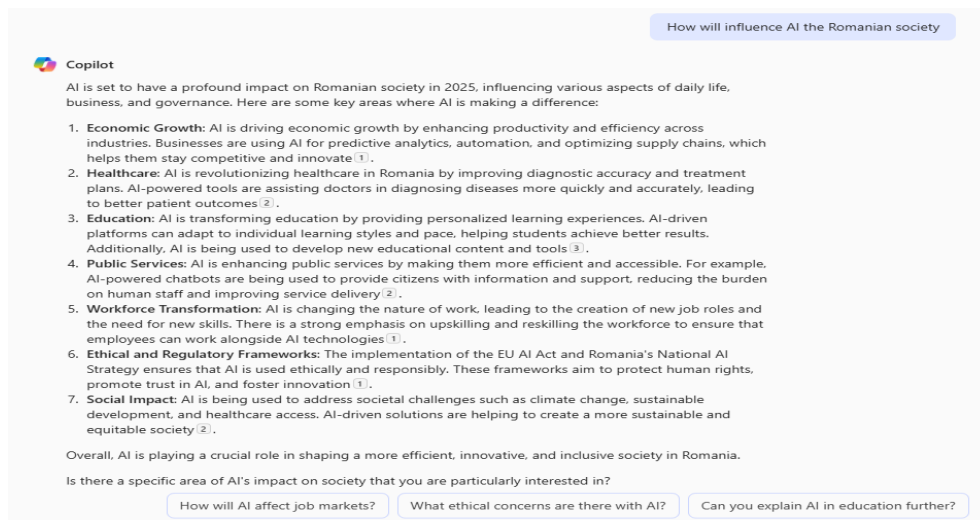 How will influence AI the Romanian society
Copilot
AI is set to have a profound impact on Romanian society in 2025, influencing various aspects of daily life,
business, and governance. Here are some key areas where AI is making a difference:
1. Economic Growth: AI is driving economic growth by enhancing productivity and efficiency across
industries. Businesses are using AI for predictive analytics, automation, and optimizing supply chains, which
helps them stay competitive and innovate 1 .
2. Healthcare: AI is revolutionizing healthcare in Romania by improving diagnostic accuracy and treatment
plans. AI-powered tools are assisting doctors in diagnosing diseases more quickly and accurately, leading
to better patient outcomes 2 .
3. Education: AI is transforming education by providing personalized learning experiences. AI-driven
platforms can adapt to individual learning styles and pace, helping students achieve better results.
Additionally, AI is being used to develop new educational content and tools 3 .
4. Public Services: AI is enhancing public services by making them more efficient and accessible. For example,
AI-powered chatbots are being used to provide citizens with information and support, reducing the burden
on human staff and improving service delivery 2 .
5. Workforce Transformation: AI is changing the nature of work, leading to the creation of new job roles and
the need for new skills. There is a strong emphasis on upskilling and reskilling the workforce to ensure that
employees can work alongside AI technologies 1 .
6. Ethical and Regulatory Frameworks: The implementation of the EU AI Act and Romania's National AI
Strategy ensures that AI is used ethically and responsibly. These frameworks aim to protect human rights,
promote trust in AI, and foster innovation 1 .
7. Social Impact: AI is being used to address societal challenges such as climate change, sustainable
development, and healthcare access. AI-driven solutions are helping to create a more sustainable and
equitable society 2 .
Overall, AI is playing a crucial role in shaping a more efficient, innovative, and inclusive society in Romania.
Is there a specific area of AI's impact on society that you are particularly interested in?
How will AI affect job markets? What ethical concerns are there with AI? Can you explain AI in education further?